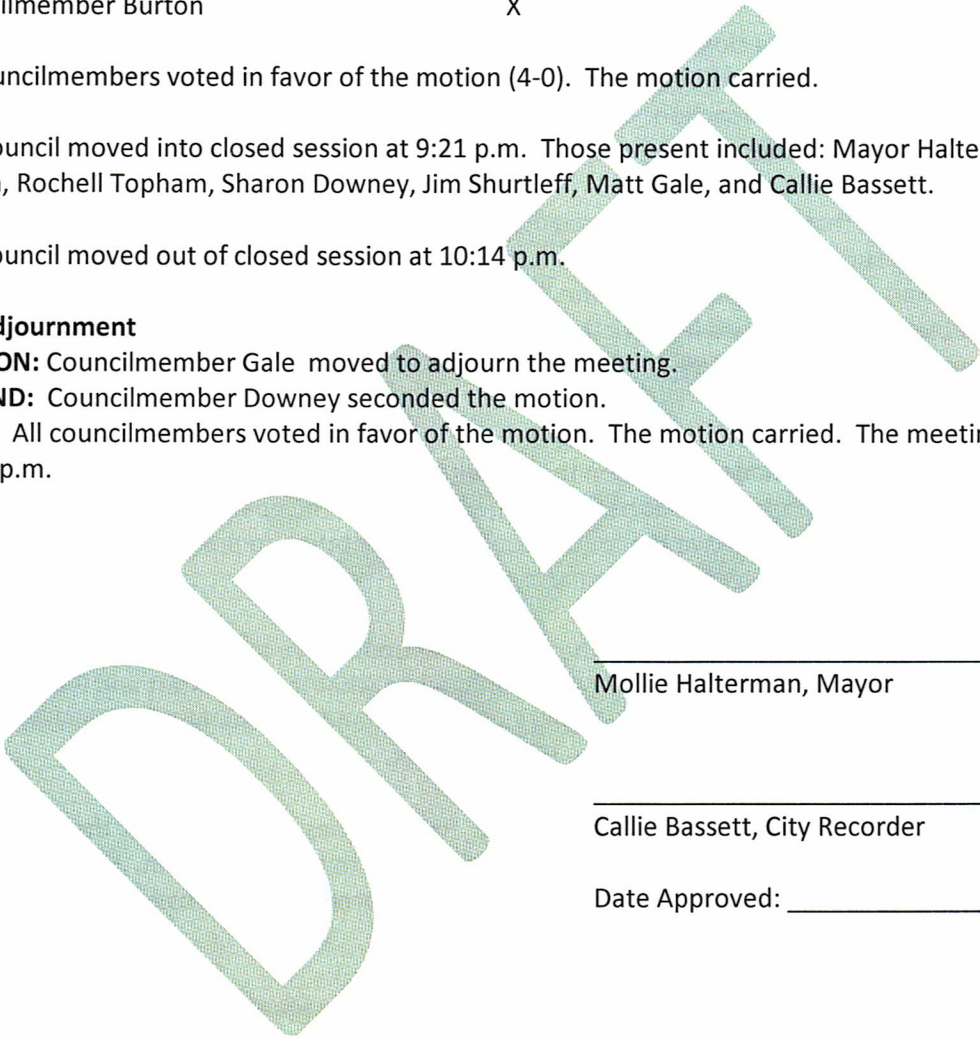 ilmember Burton X
uncilmembers voted in favor of the motion (4-0). The motion carried.
ouncil moved into closed session at 9:21 p.m. Those present included: Mayor Halte
, Rochell Topham, Sharon Downey, Jim Shurtleff, Matt Gale, and Callie Bassett.
ouncil moved out of closed session at 10:14 p.m.
djournment
ON: Councilmember Gale moved to adjourn the meeting.
ND: Councilmember Downey seconded the motion.
All councilmembers voted in favor of the motion. The motion carried. The meetin
p.m.
Mollie Halterman, Mayor
Callie Bassett, City Recorder
Date Approved:
DRAFT